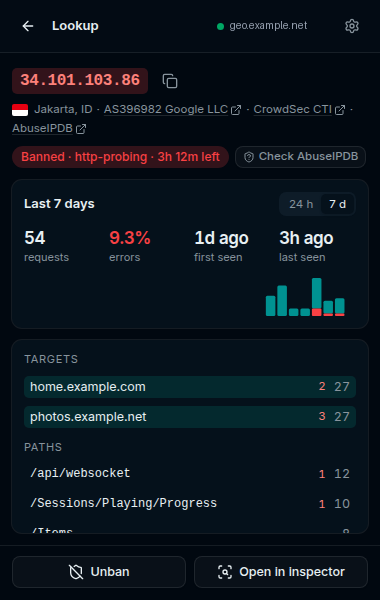 Lookup
geo.example.net
34.101.103.86
Jakarta, ID · AS396982 Google LLC · CrowdSec CTI ·
AbuseIPDB
Banned · http-probing · 3h 12m left
Check AbuseIPDB
Last 7 days
24 h
7 d
54
9.3%
1d ago
3h ago
requests
errors
first seen
last seen
TARGETS
home.example.com 2 27
photos.example.net 3 27
PATHS
/api/websocket 1 12
/Sessions/Playing/Progress 1 10
/Items 8
Unban
Open in inspector